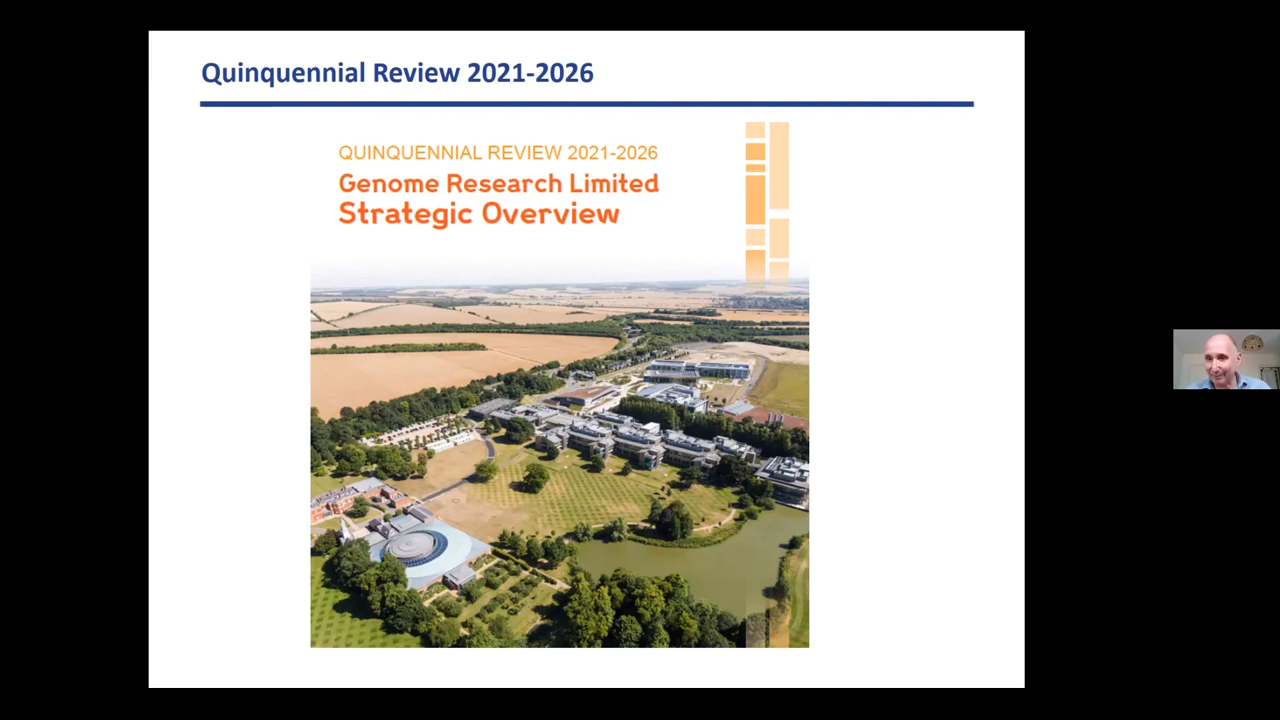 Quinquennial Review 2021-2026
QUINQUENNIAL REVIEW 2021-2026
Genome Research Limited
Strategic Overview